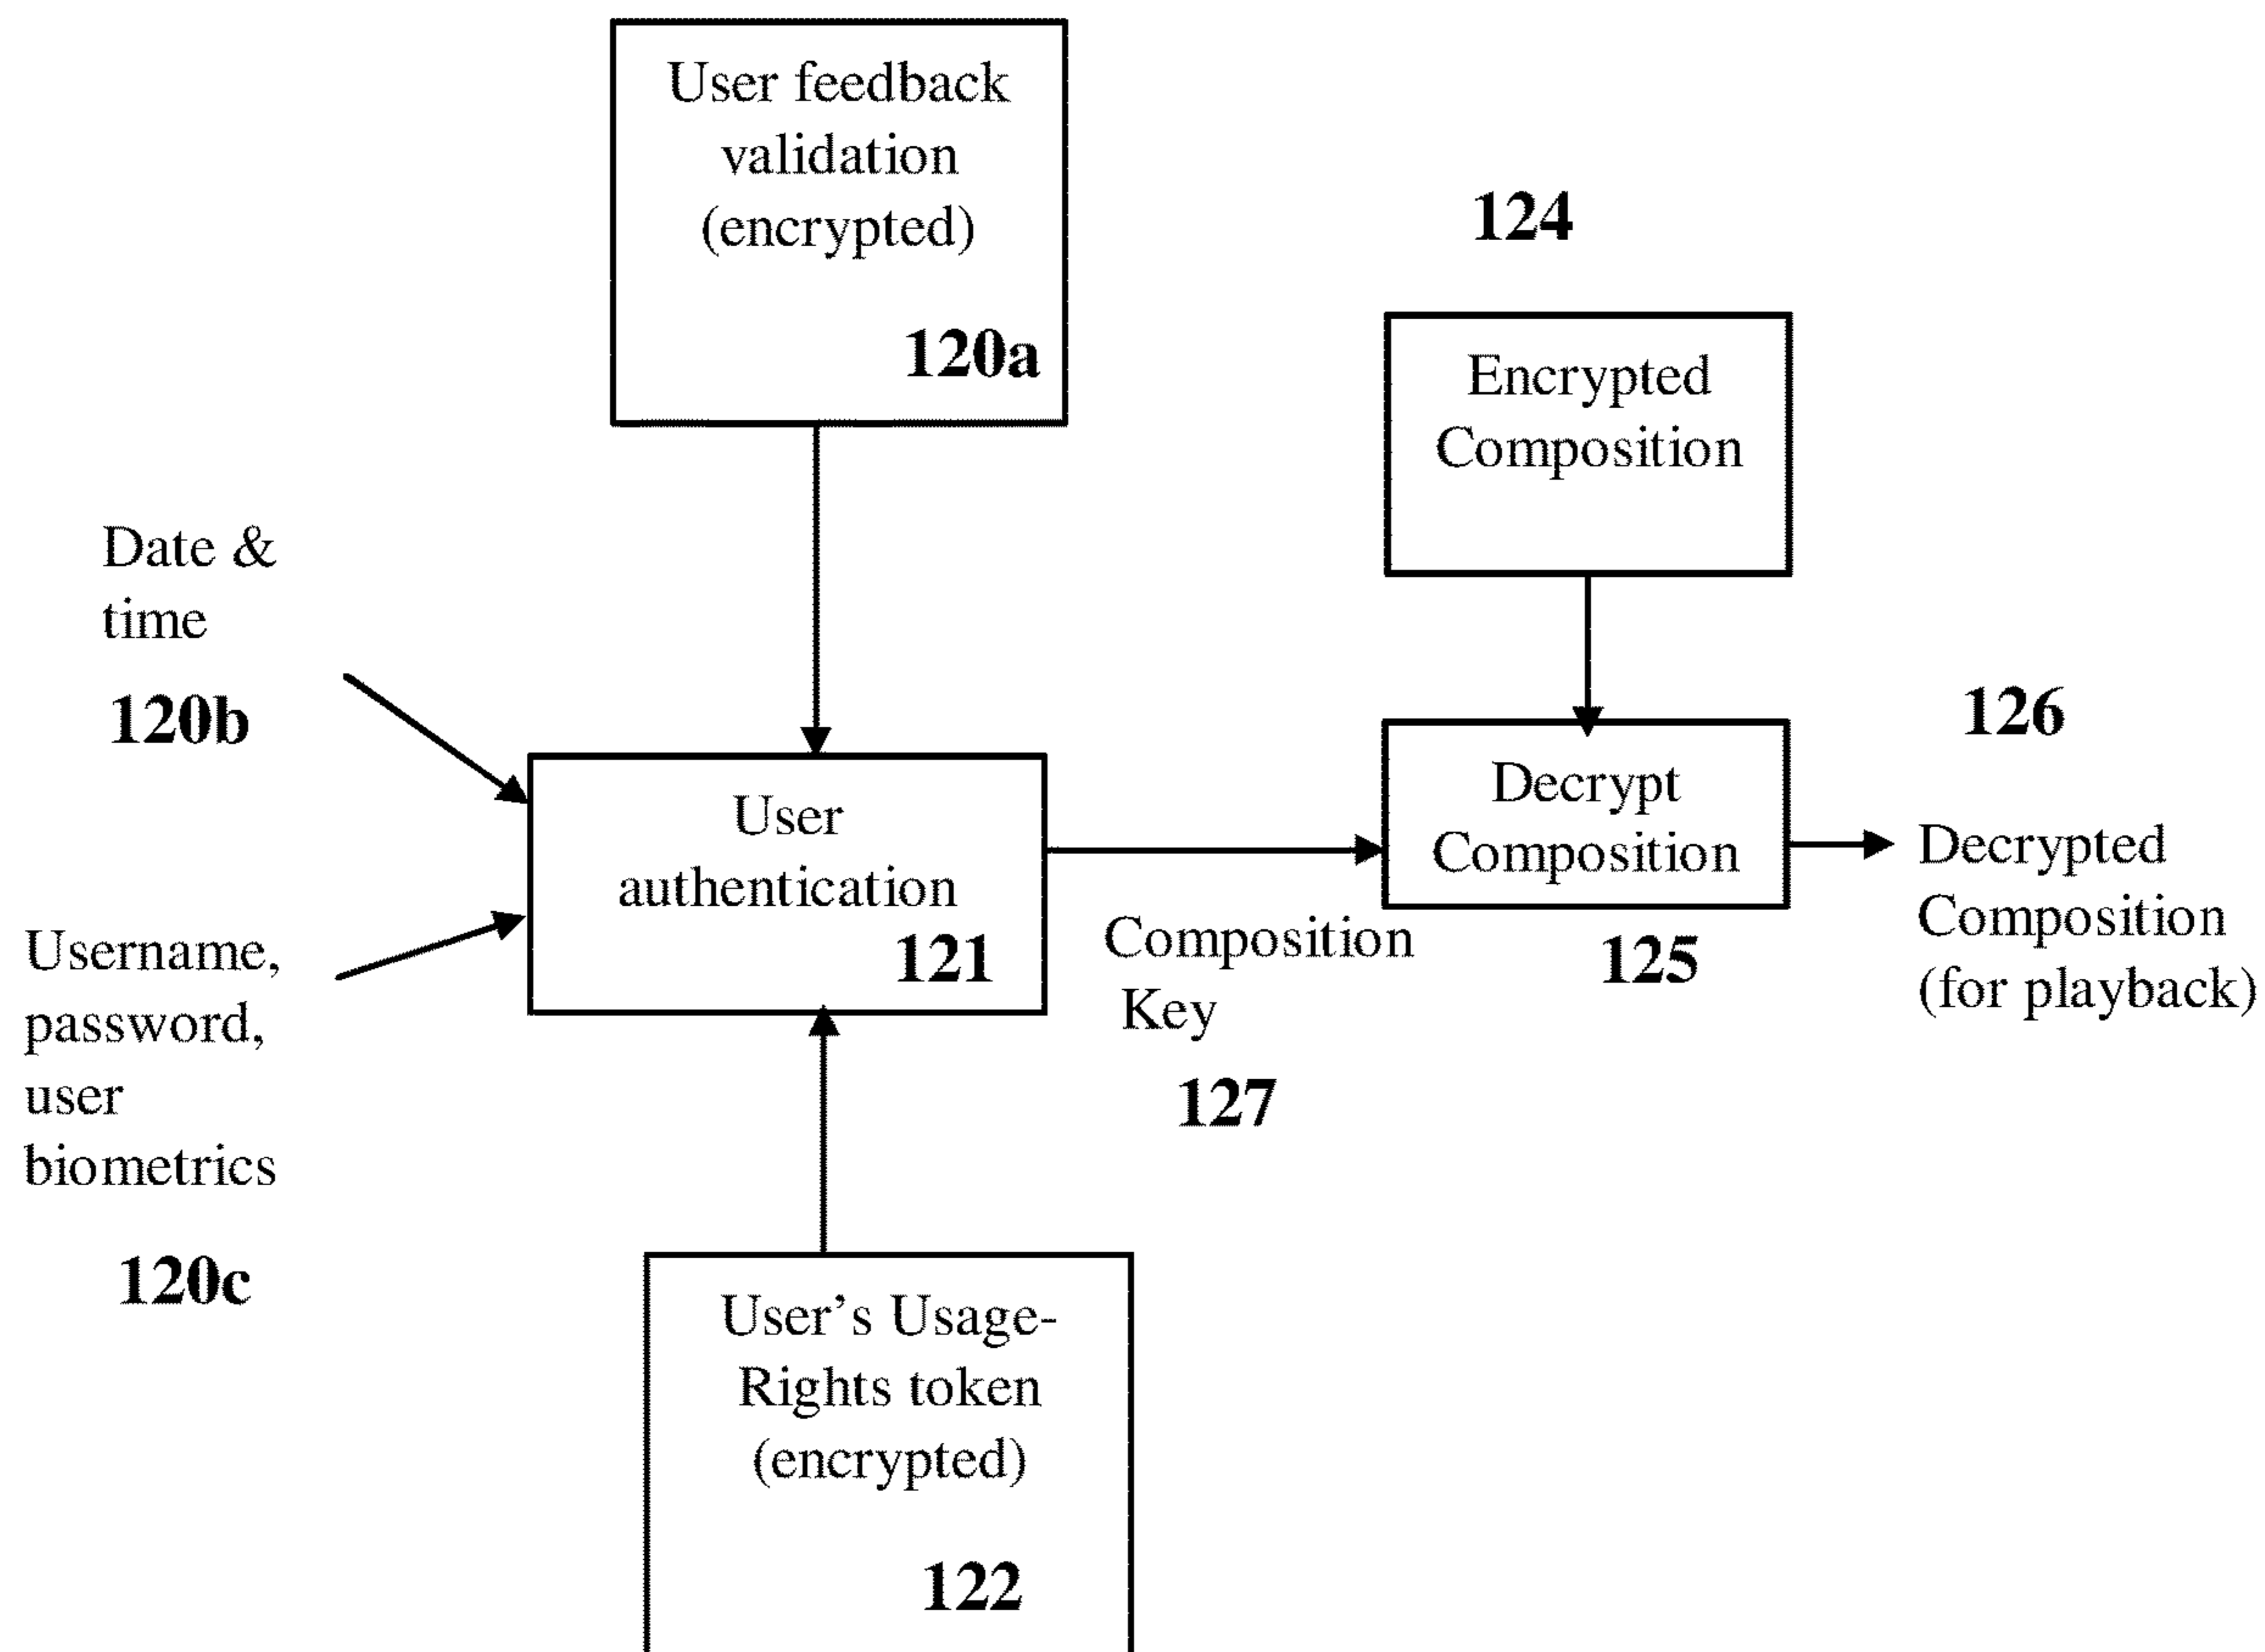 User feedback
validation
(encrypted)
120a
124
Encrypted
Composition
Date &
time
120b
Username,
password,
user
biometrics
120c
User
authentication
121
Composition
Key
127
Decrypt
Composition
125
126
Decrypted
Composition
(for playback)
User’s Usage-
Rights token
(encrypted)
122